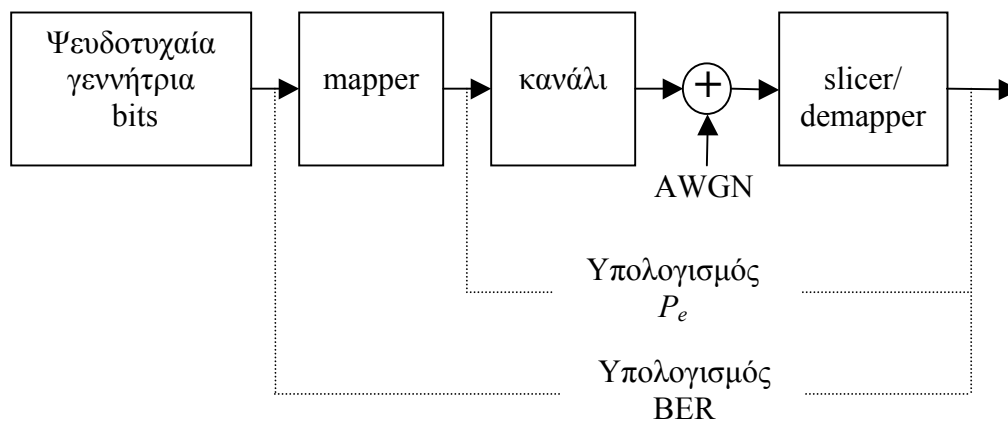 Ψευδοτυχαία
γεννήτρια
bits
mapper
κανάλι
+
slicer/
demapper
AWGN
Υπολογισμός
Pₑ
Υπολογισμός
BER